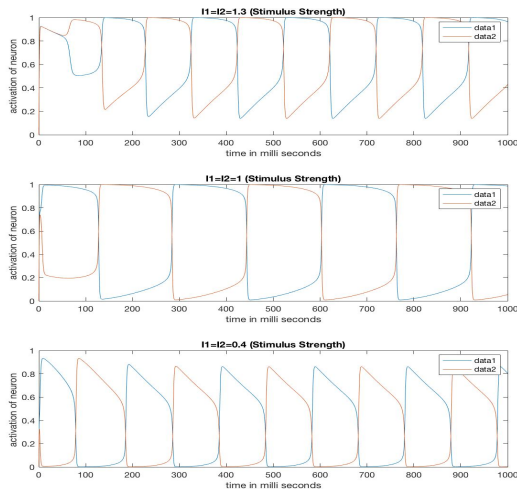 I1=I2=1.3 (Stimulus Strength)
activation of neuron
1
0.8
0.6
0.4
0.2
0
data1
data2
0 100 200 300 400 500 600 700 800 900 1000
time in milli seconds
I1=I2=1 (Stimulus Strength)
activation of neuron
1
0.8
0.6
0.4
0.2
0
data1
data2
0 100 200 300 400 500 600 700 800 900 1000
time in milli seconds
I1=I2=0.4 (Stimulus Strength)
activation of neuron
1
0.8
0.6
0.4
0.2
0
data1
data2
0 100 200 300 400 500 600 700 800 900 1000
time in milli seconds